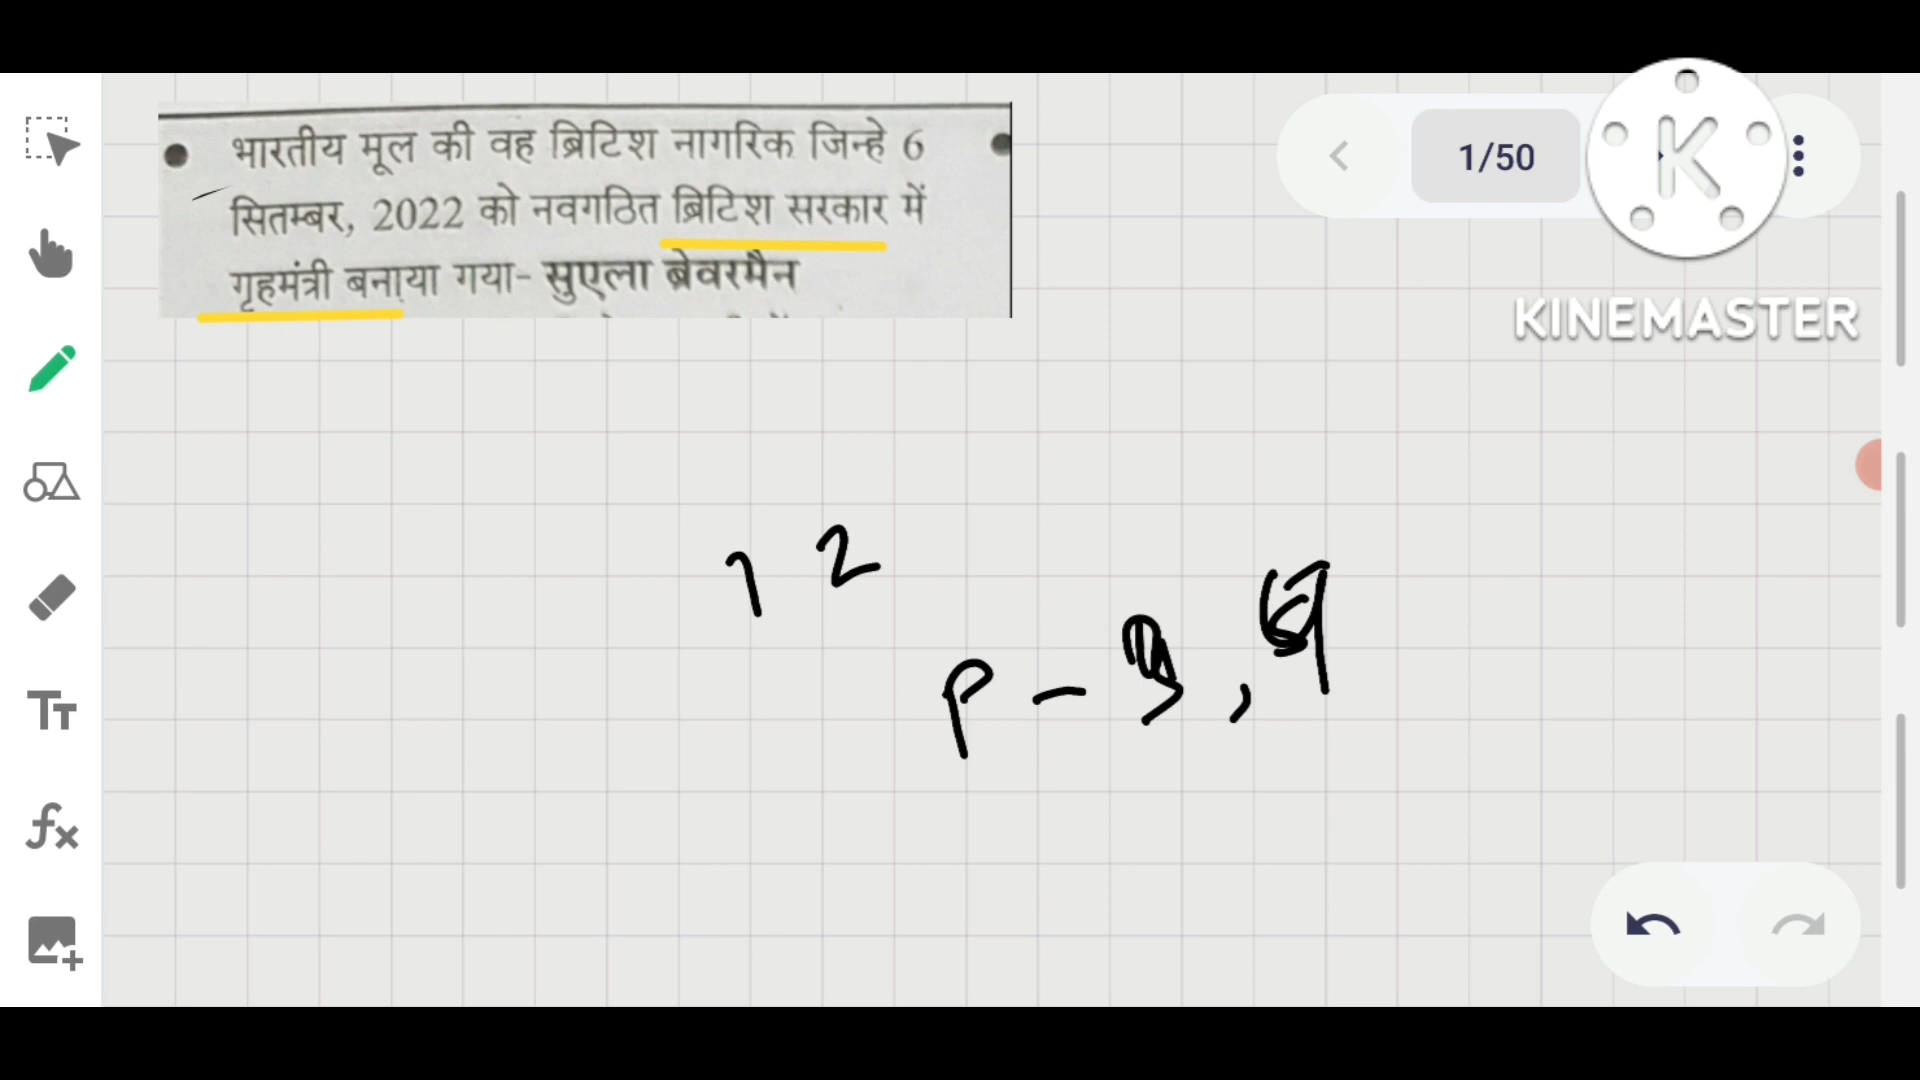 भारतीय मूल की वह ब्रिटिश नागरिक जिन्हे 6
सितम्बर, 2022 को नवगठित ब्रिटिश सरकार में
गृहमंत्री बनाया गया- सुएला ब्रेवरमैन
1/50
KINEMASTER
1 2
P -